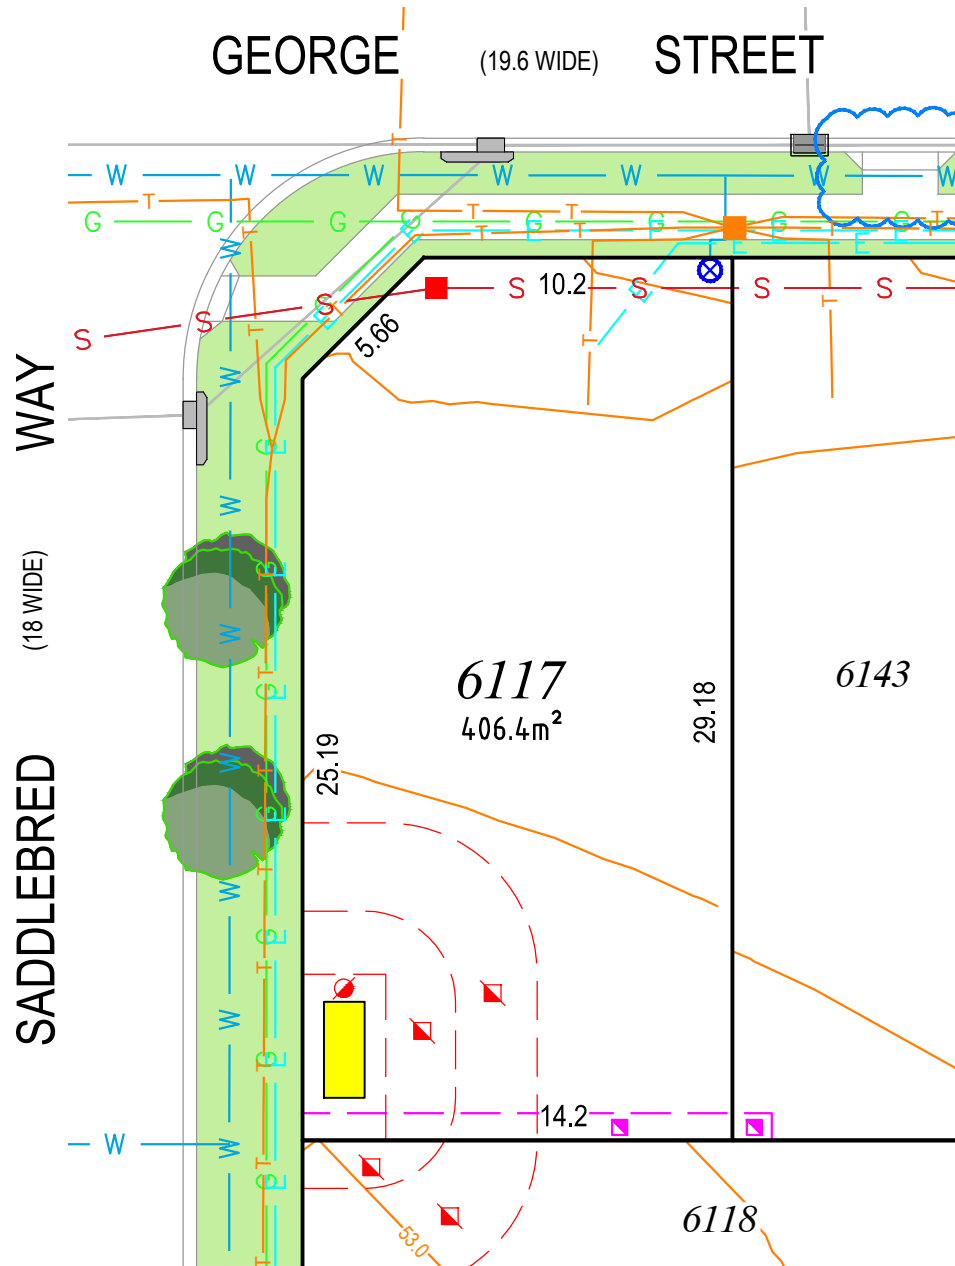 GEORGE (19.6 WIDE) STREET
W W W W W W
T T T T T
G G G G G G G
E E E E E E
S S S S S S S
10.2
5.66
WAY
(18 WIDE)
SADDLEBRED
6117
406.4m²
6143
29.18
25.19
14.2
W
6118
53.0